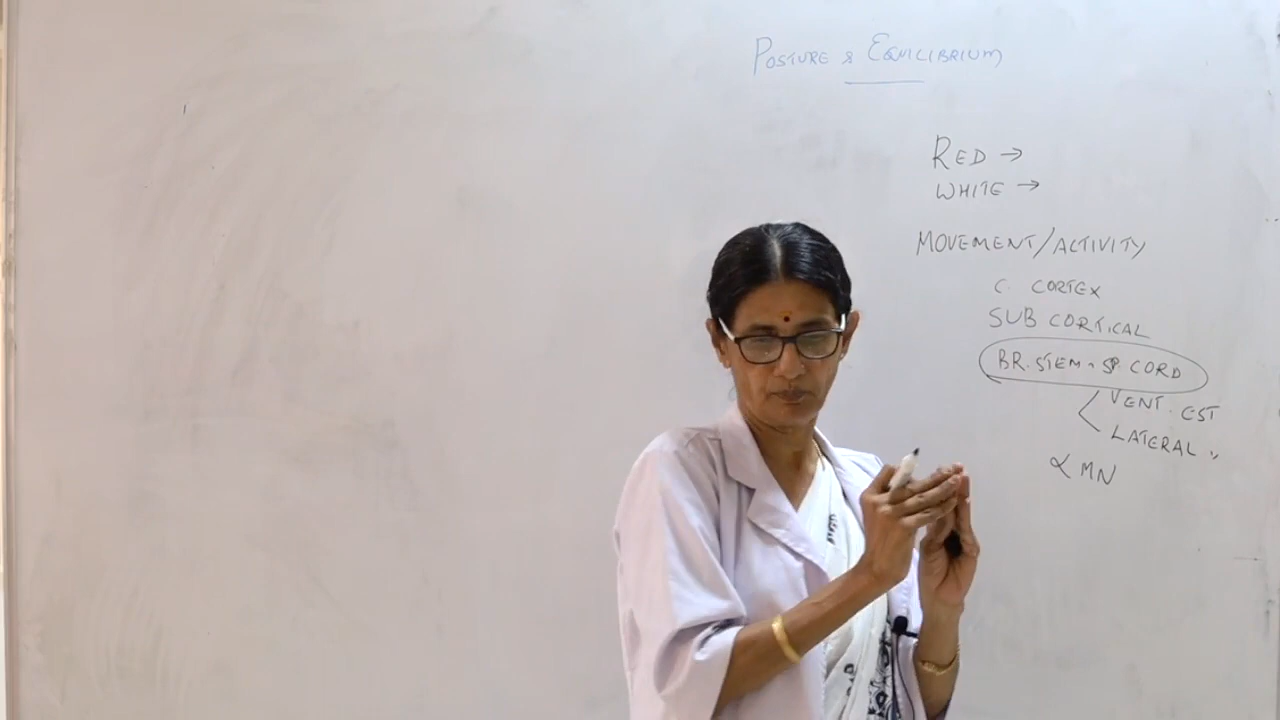 POSTURE & EQUILIBRIUM
RED →
WHITE →
MOVEMENT/ACTIVITY
C. CORTEX
SUB CORTICAL
BR. STEM - SP CORD
VENT. CST
LATERAL "
α MN